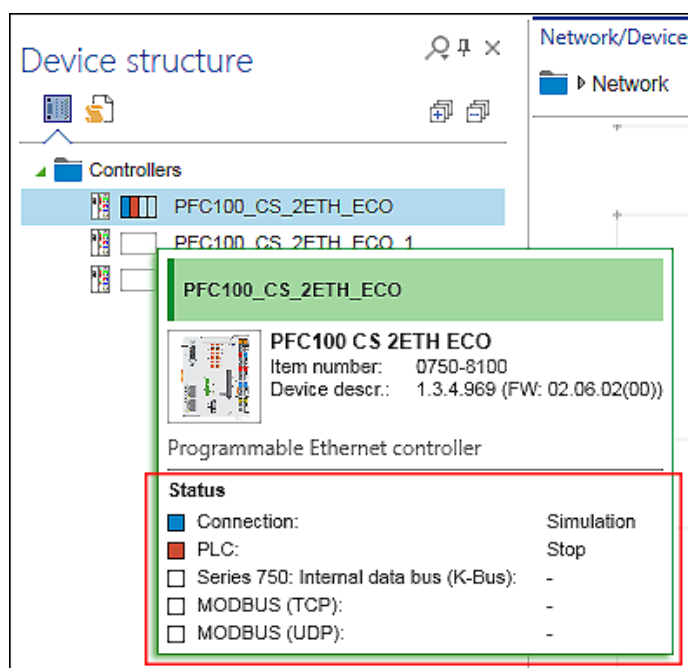 Device structure
Network/Device
Network
Controllers
PFC100_CS_2ETH_ECO
PFC100_CS_2ETH_ECO_1
PFC100_CS_2ETH_ECO
PFC100 CS 2ETH ECO
Item number: 0750-8100
Device descr.: 1.3.4.969 (FW: 02.06.02(00))
Programmable Ethernet controller
Status
Connection: Simulation
PLC: Stop
Series 750: Internal data bus (K-Bus): -
MODBUS (TCP): -
MODBUS (UDP): -